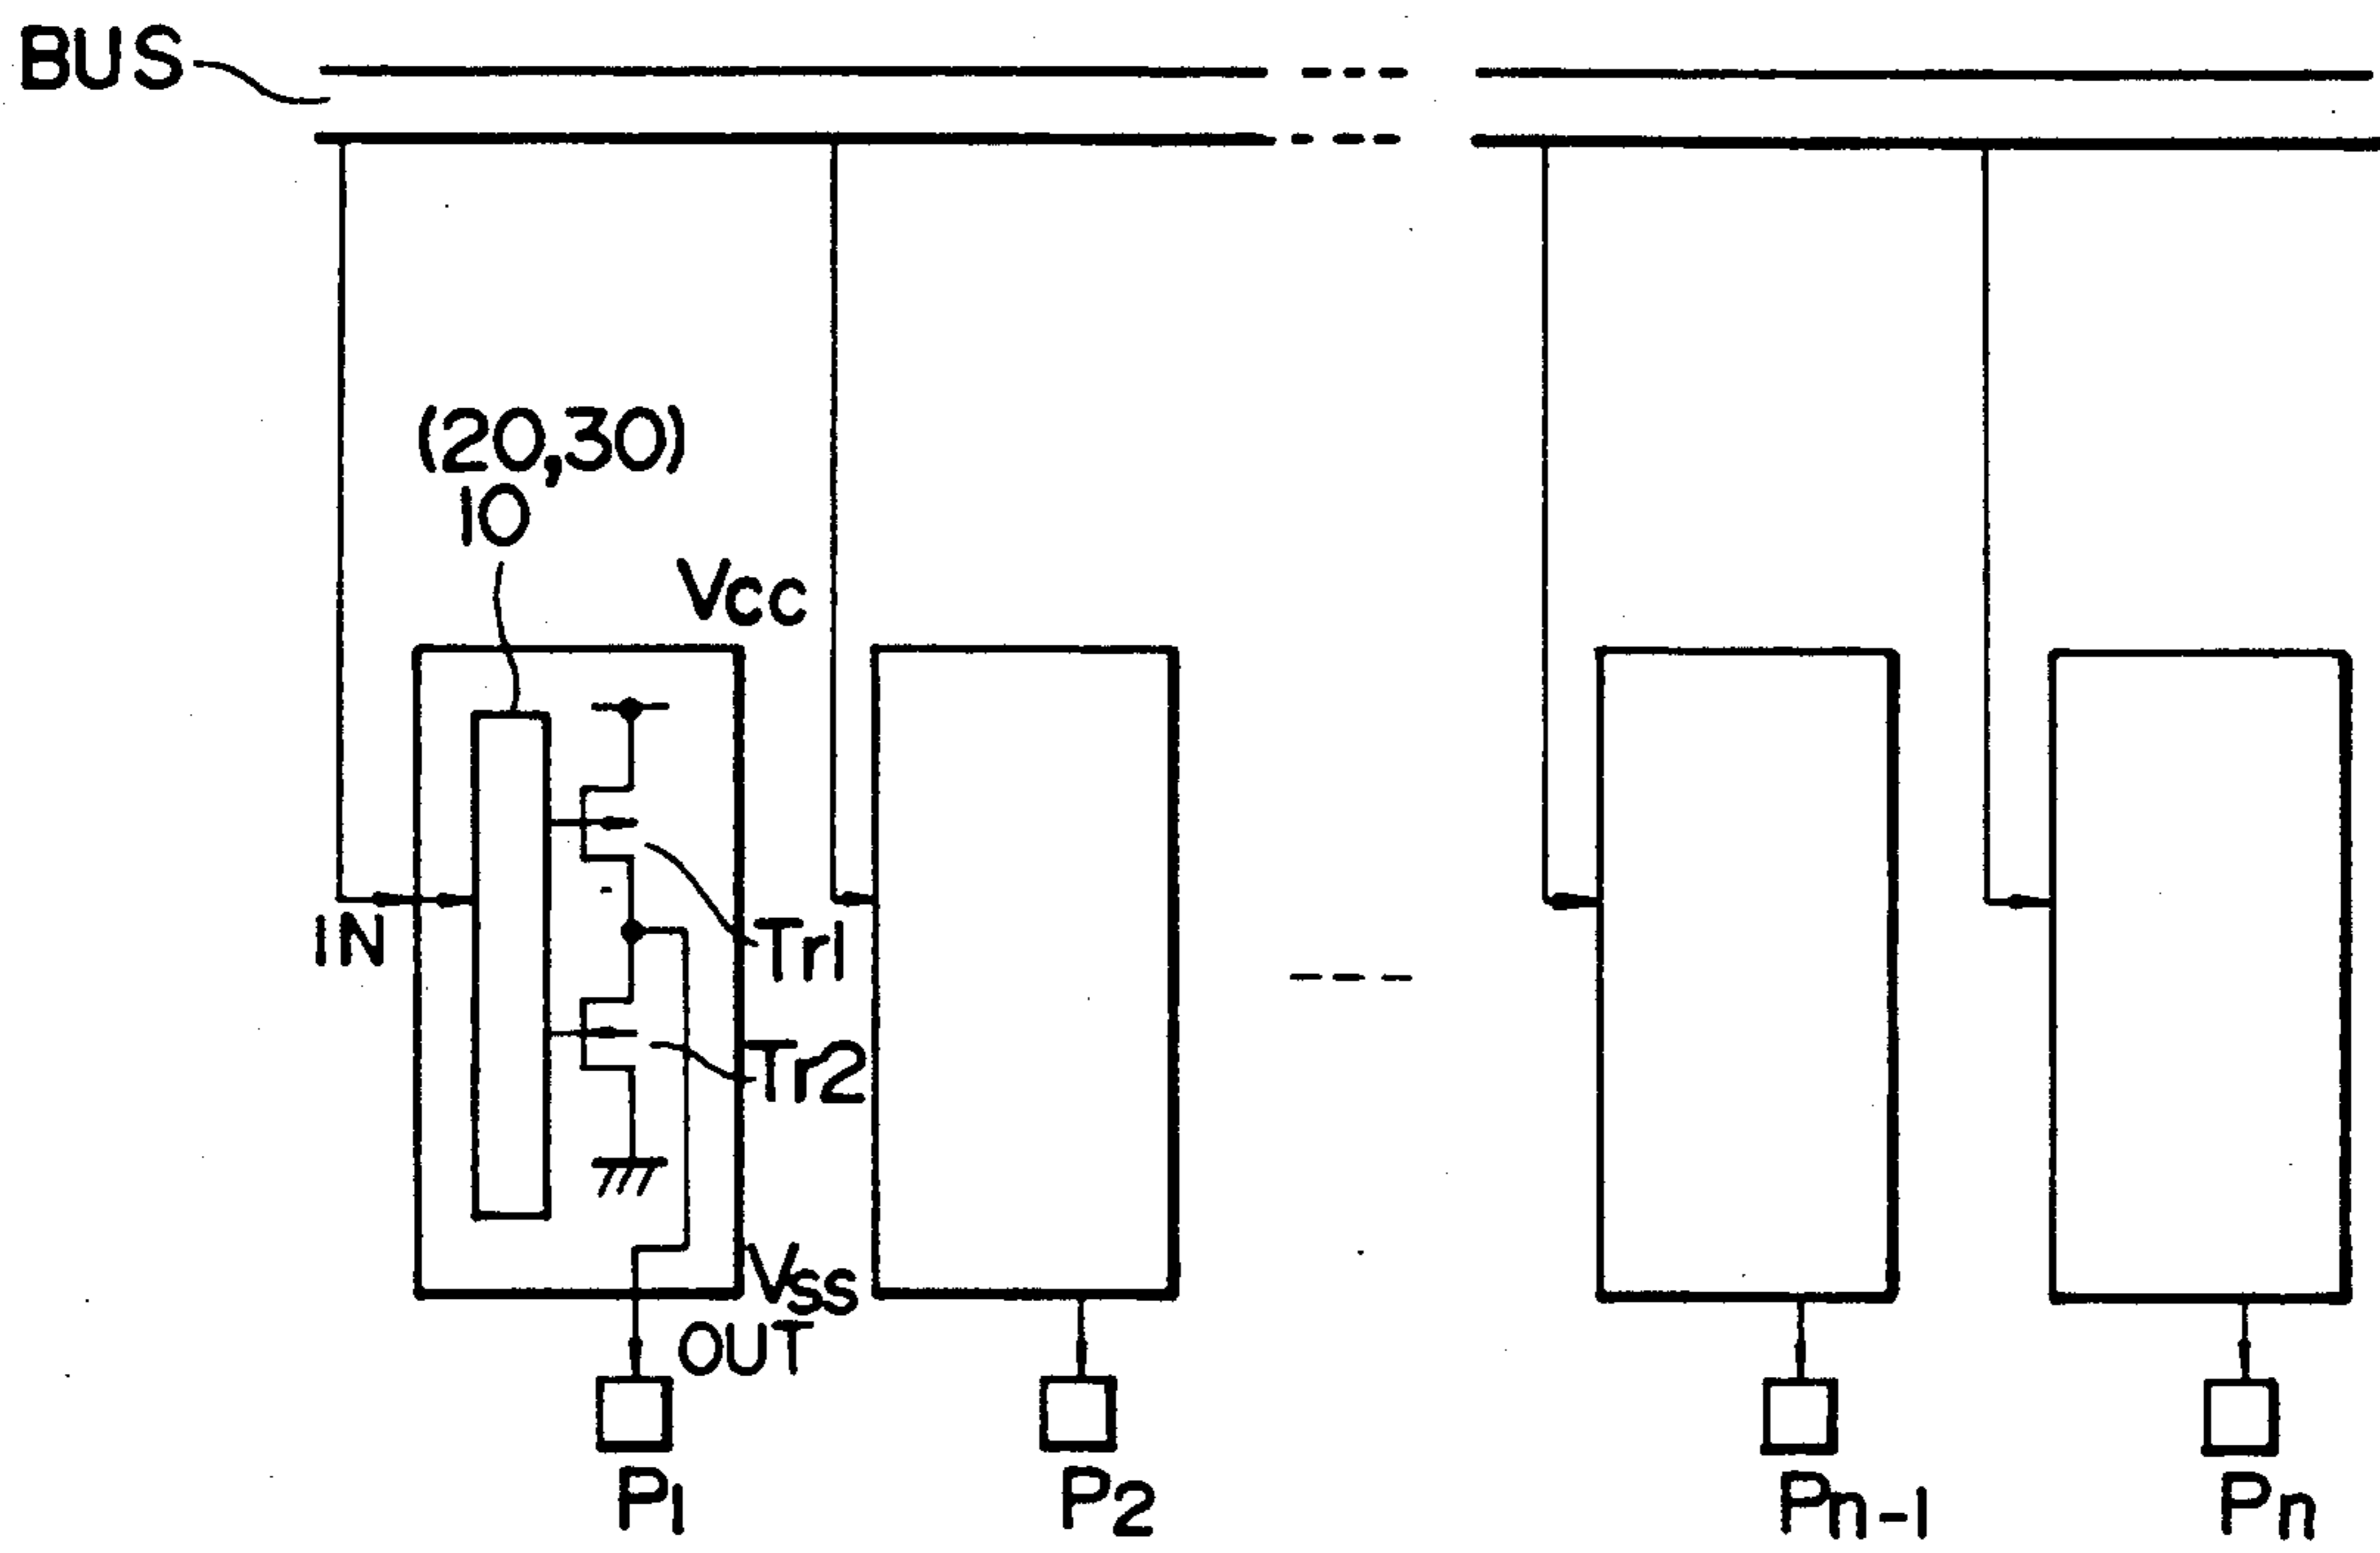 BUS
(20,30)
10
Vcc
IN
Tr1
Tr2
Vss
OUT
P1
P2
Pn-1
Pn